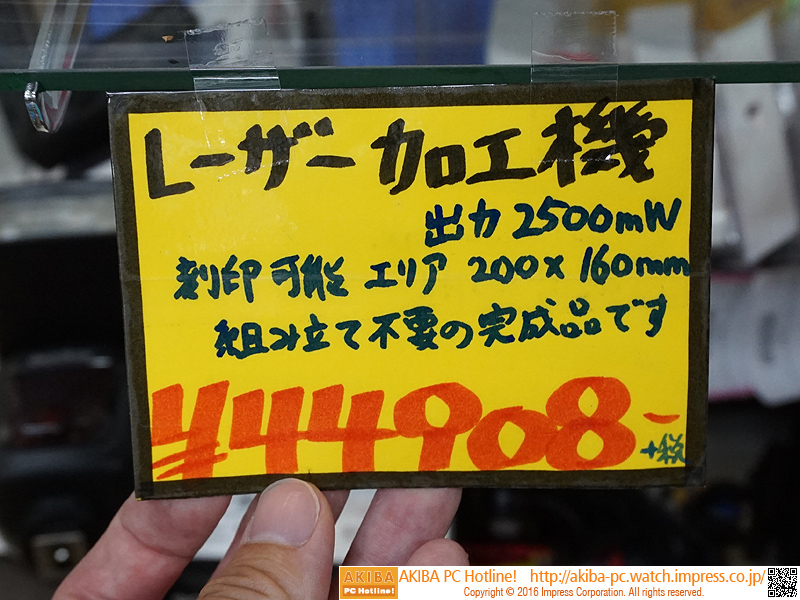 レーザー加工機
出力 2500mW
刻印可能 エリア 200×160mm
組み立て不要の完成品です
¥44908-
+税
AKIBA PC Hotline! AKIBA PC Hotline! http://akiba-pc.watch.impress.co.jp/
Copyright © 2016 Impress Corporation. All rights reserved.